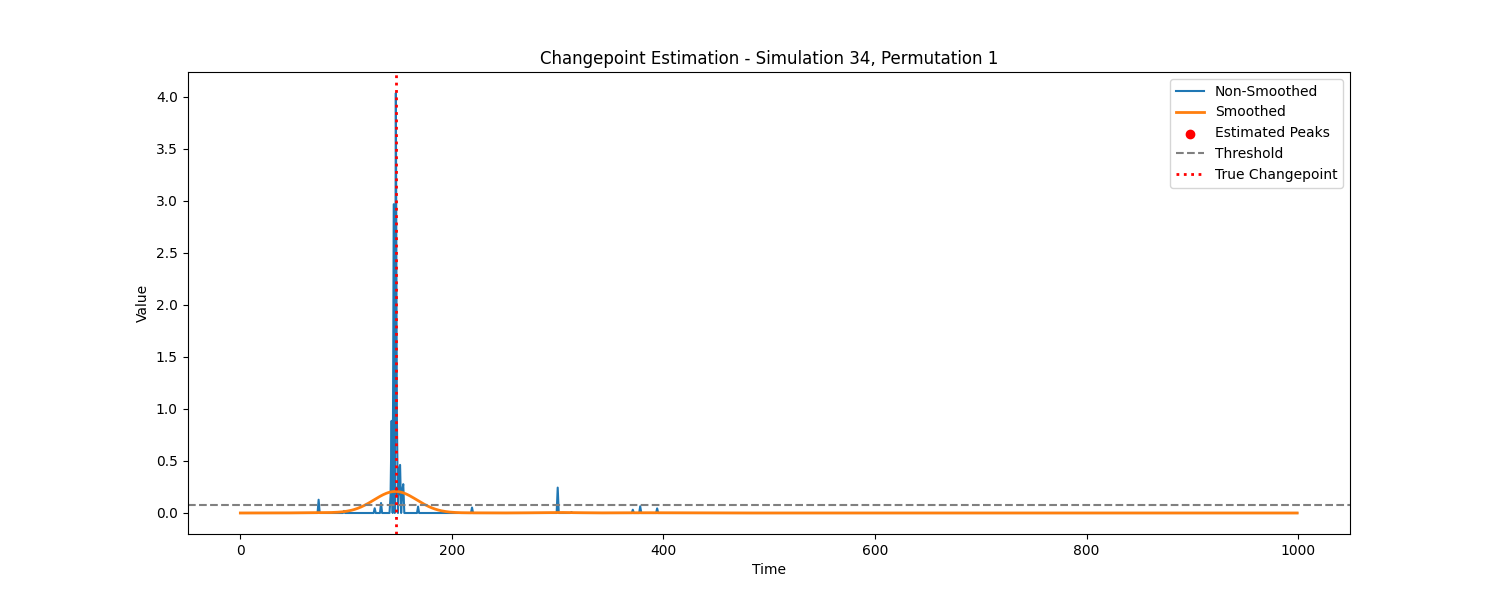 Changepoint Estimation - Simulation 34, Permutation 1
Non-Smoothed
Smoothed
Estimated Peaks
Threshold
True Changepoint
Value
4.0
3.5
3.0
2.5
2.0
1.5
1.0
0.5
0.0
0 200 400 600 800 1000
Time